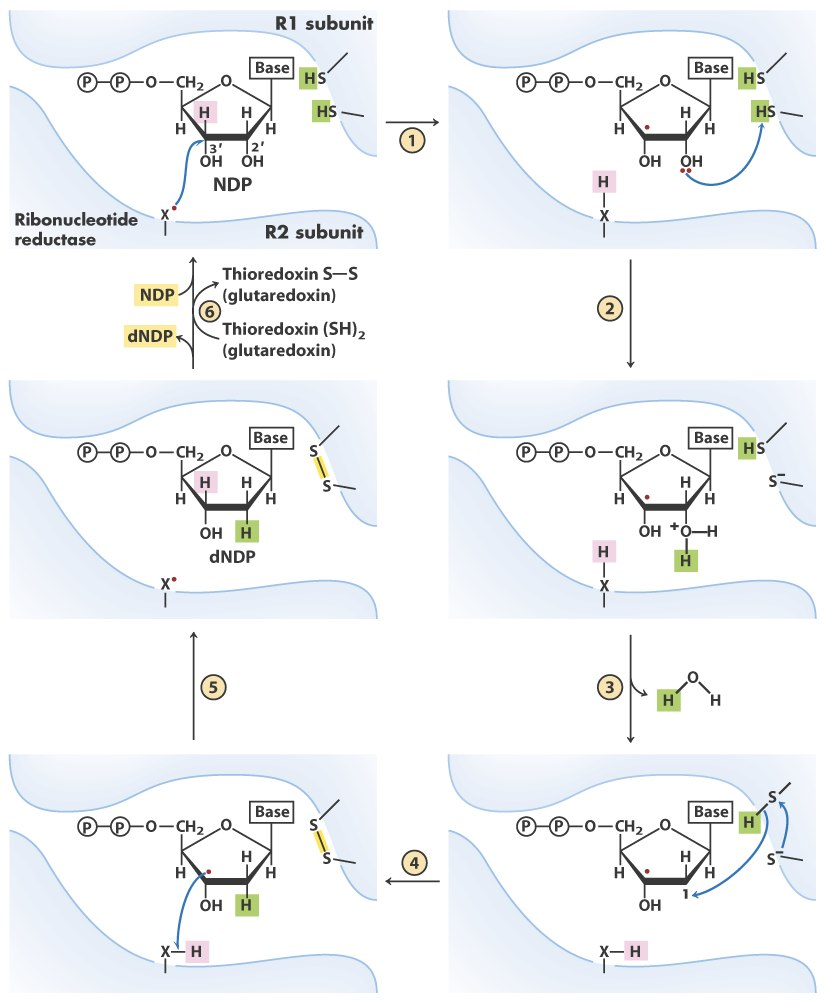 R1 subunit
P P O CH2 O Base HS
HS
H H
H H
3′ 2′
OH OH
NDP
X•
Ribonucleotide
reductase
R2 subunit
1
P P O CH2 O Base HS
HS
H
H H
OH OH
H
X
NDP
dNDP
6
Thioredoxin S—S
(glutaredoxin)
Thioredoxin (SH)2
(glutaredoxin)
2
P P O CH2 O Base S
S
H H
H H
OH H
dNDP
X•
P P O CH2 O Base HS
S−
H
H H
OH +O—H
H
H
X
5
3
H O H
P P O CH2 O Base S
S
H
H H
OH H
X—H
4
P P O CH2 O Base H S
S−
H
H H
1
OH
X—H